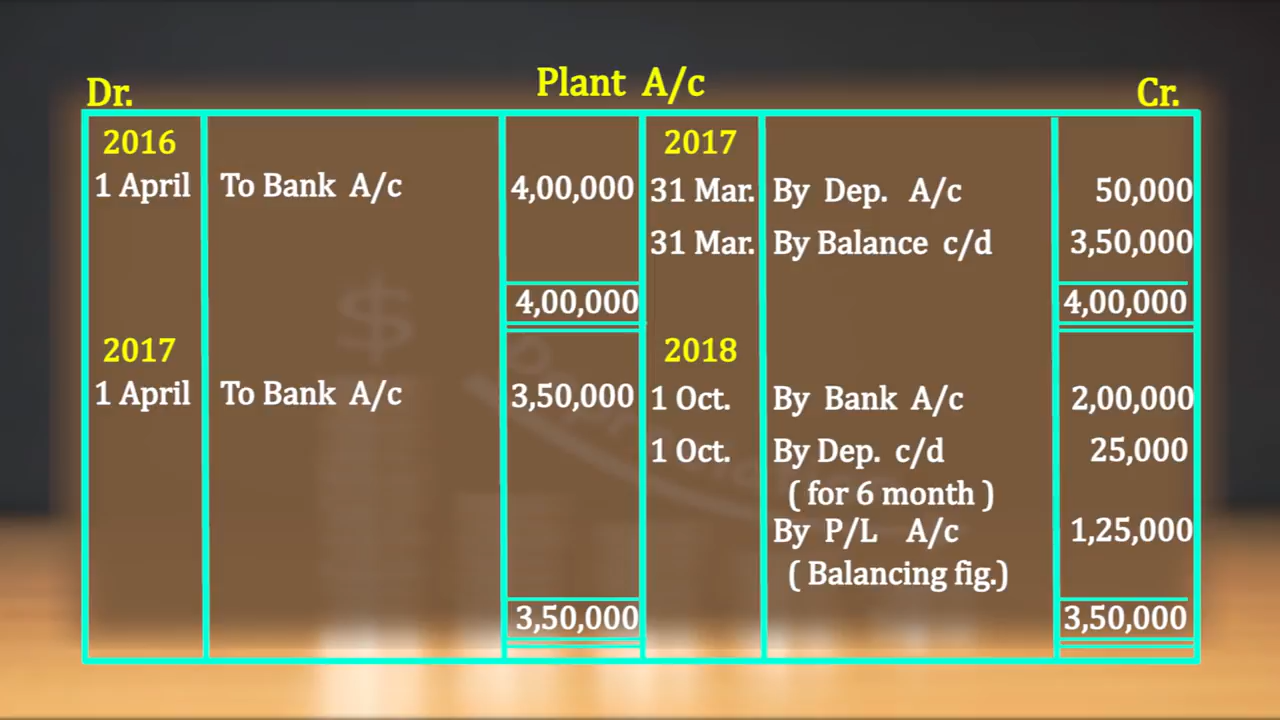 Plant A/c
Dr. Cr.
2016 2017
1 April To Bank A/c 4,00,000 31 Mar. By Dep. A/c 50,000
31 Mar. By Balance c/d 3,50,000
4,00,000 4,00,000
2017 2018
1 April To Bank A/c 3,50,000 1 Oct. By Bank A/c 2,00,000
1 Oct. By Dep. c/d 25,000
( for 6 month )
By P/L A/c 1,25,000
( Balancing fig.)
3,50,000 3,50,000
$
Depreciation